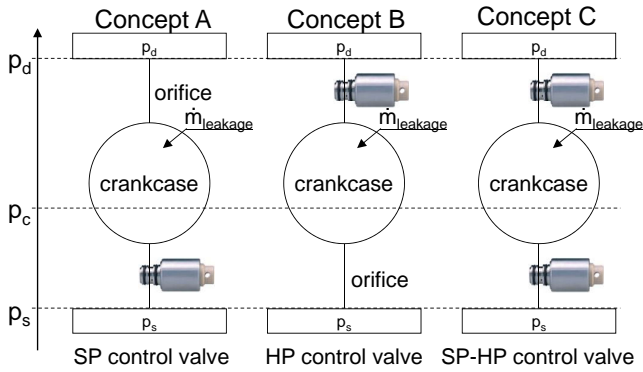 Concept A
Concept B
Concept C
p_d
p_d
p_d
p_d
orifice
ṁ_leakage
ṁ_leakage
ṁ_leakage
crankcase
crankcase
crankcase
p_c
orifice
p_s
p_s
p_s
p_s
SP control valve
HP control valve
SP-HP control valve